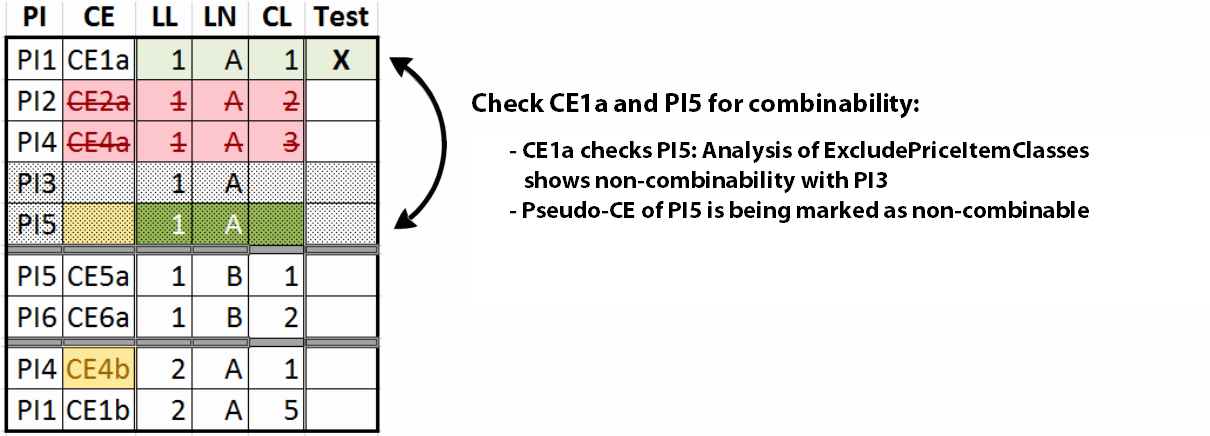 PI CE LL LN CL Test
PI1 CE1a 1 A 1 X
PI2 CE2a 1 A 2
PI4 CE4a 1 A 3
PI3 1 A
PI5 1 A
PI5 CE5a 1 B 1
PI6 CE6a 1 B 2
PI4 CE4b 2 A 1
PI1 CE1b 2 A 5
Check CE1a and PI5 for combinability:
- CE1a checks PI5: Analysis of ExcludePriceItemClasses
shows non-combinability with PI3
- Pseudo-CE of PI5 is being marked as non-combinable